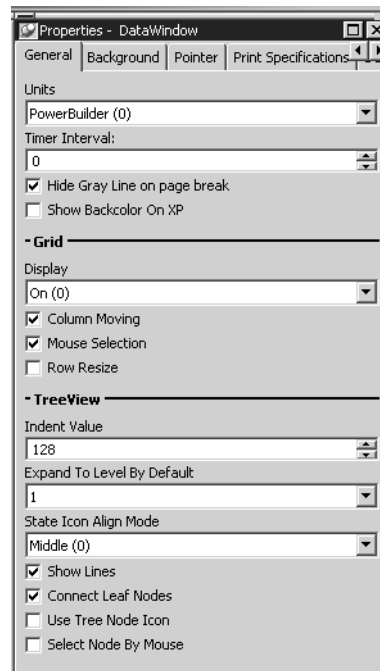 Properties - DataWindow
General Background Pointer Print Specifications
Units
PowerBuilder (0)
Timer Interval:
0
Hide Gray Line on page break
Show Backcolor On XP
- Grid
Display
On (0)
Column Moving
Mouse Selection
Row Resize
- TreeView
Indent Value
128
Expand To Level By Default
1
State Icon Align Mode
Middle (0)
Show Lines
Connect Leaf Nodes
Use Tree Node Icon
Select Node By Mouse